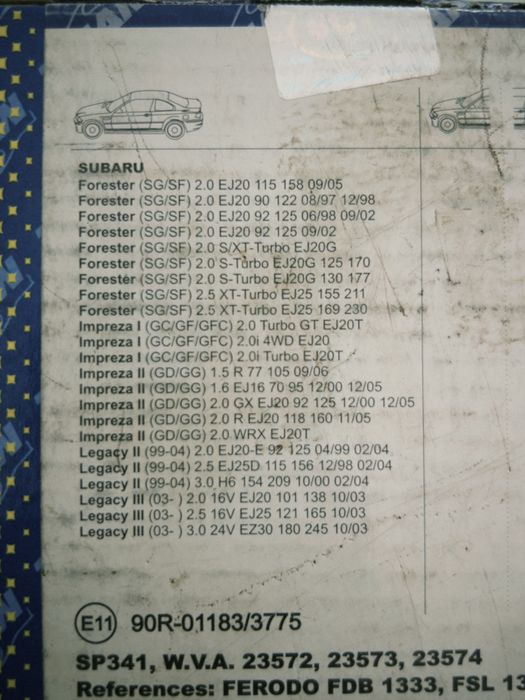 SUBARU
Forester (SG/SF) 2.0 EJ20 115 158 09/05
Forester (SG/SF) 2.0 EJ20 90 122 08/97 12/98
Forester (SG/SF) 2.0 EJ20 92 125 06/98 09/02
Forester (SG/SF) 2.0 EJ20 92 125 09/02
Forester (SG/SF) 2.0 S/XT-Turbo EJ20G
Forester (SG/SF) 2.0 S-Turbo EJ20G 125 170
Forester (SG/SF) 2.0 S-Turbo EJ20G 130 177
Forester (SG/SF) 2.5 XT-Turbo EJ25 155 211
Forester (SG/SF) 2.5 XT-Turbo EJ25 169 230
Impreza I (GC/GF/GFC) 2.0 Turbo GT EJ20T
Impreza I (GC/GF/GFC) 2.0i 4WD EJ20
Impreza I (GC/GF/GFC) 2.0i Turbo EJ20T
Impreza II (GD/GG) 1.5 R 77 105 09/06
Impreza II (GD/GG) 1.6 EJ16 70 95 12/00 12/05
Impreza II (GD/GG) 2.0 GX EJ20 92 125 12/00 12/05
Impreza II (GD/GG) 2.0 R EJ20 118 160 11/05
Impreza II (GD/GG) 2.0 WRX EJ20T
Legacy II (99-04) 2.0 EJ20-E 92 125 04/99 02/04
Legacy II (99-04) 2.5 EJ25D 115 156 12/98 02/04
Legacy II (99-04) 3.0 H6 154 209 10/00 02/04
Legacy III (03- ) 2.0 16V EJ20 101 138 10/03
Legacy III (03- ) 2.5 16V EJ25 121 165 10/03
Legacy III (03- ) 3.0 24V EZ30 180 245 10/03
E11 90R-01183/3775
SP341, W.V.A. 23572, 23573, 23574
References: FERODO FDB 1333, FSL